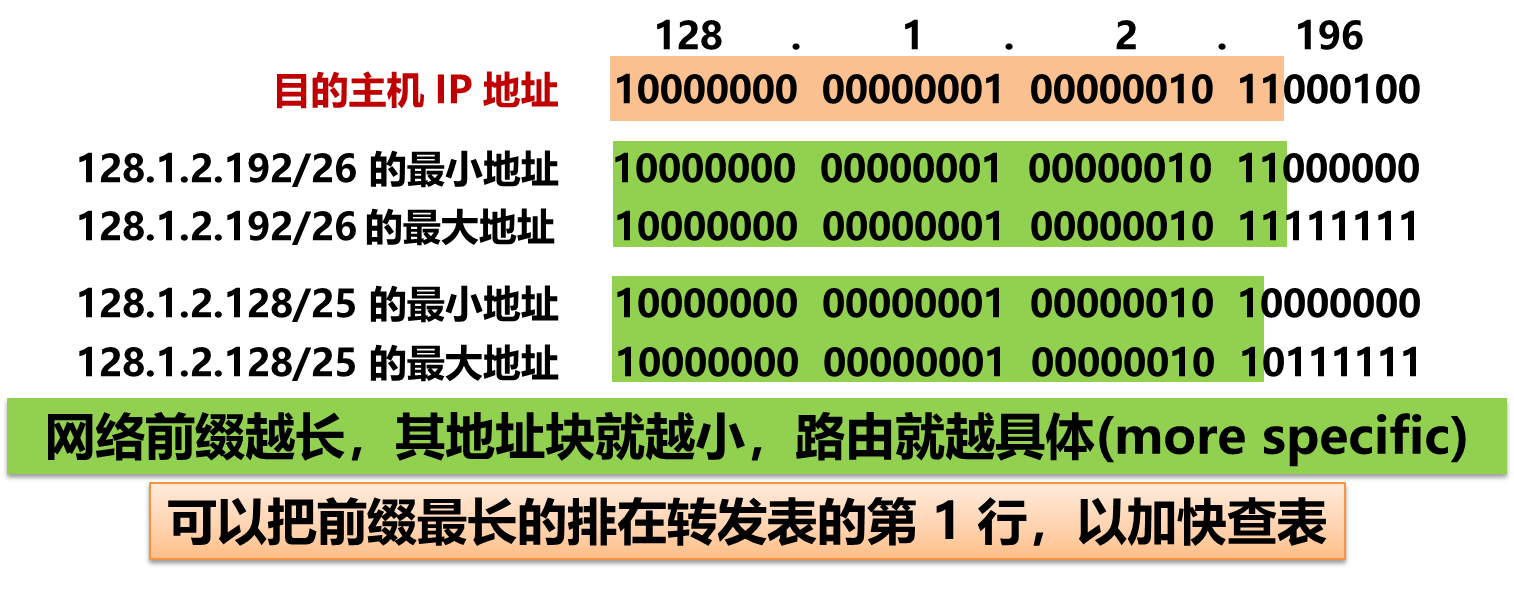 128 . 1 . 2 . 196
目的主机 IP 地址 10000000 00000001 00000010 11000100
128.1.2.192/26 的最小地址 10000000 00000001 00000010 11000000
128.1.2.192/26 的最大地址 10000000 00000001 00000010 11111111
128.1.2.128/25 的最小地址 10000000 00000001 00000010 10000000
128.1.2.128/25 的最大地址 10000000 00000001 00000010 10111111
网络前缀越长，其地址块就越小，路由就越具体(more specific)
可以把前缀最长的排在转发表的第 1 行，以加快查表